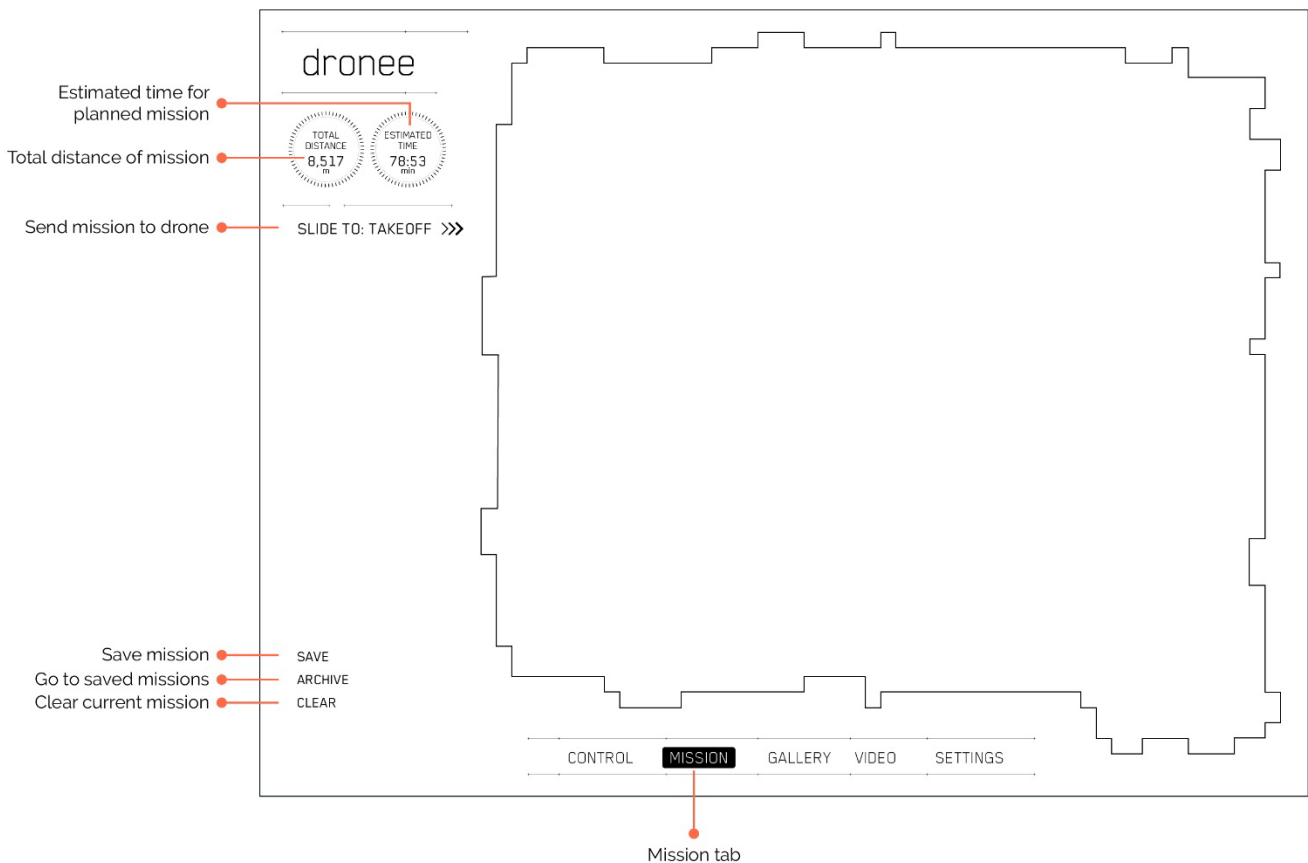 dronee
Estimated time for
planned mission
TOTAL
DISTANCE
8,517
m
ESTIMATED
TIME
78:53
min
Total distance of mission
Send mission to drone
SLIDE TO: TAKEOFF
Save mission
SAVE
Go to saved missions
ARCHIVE
Clear current mission
CLEAR
CONTROL MISSION GALLERY VIDEO SETTINGS
Mission tab